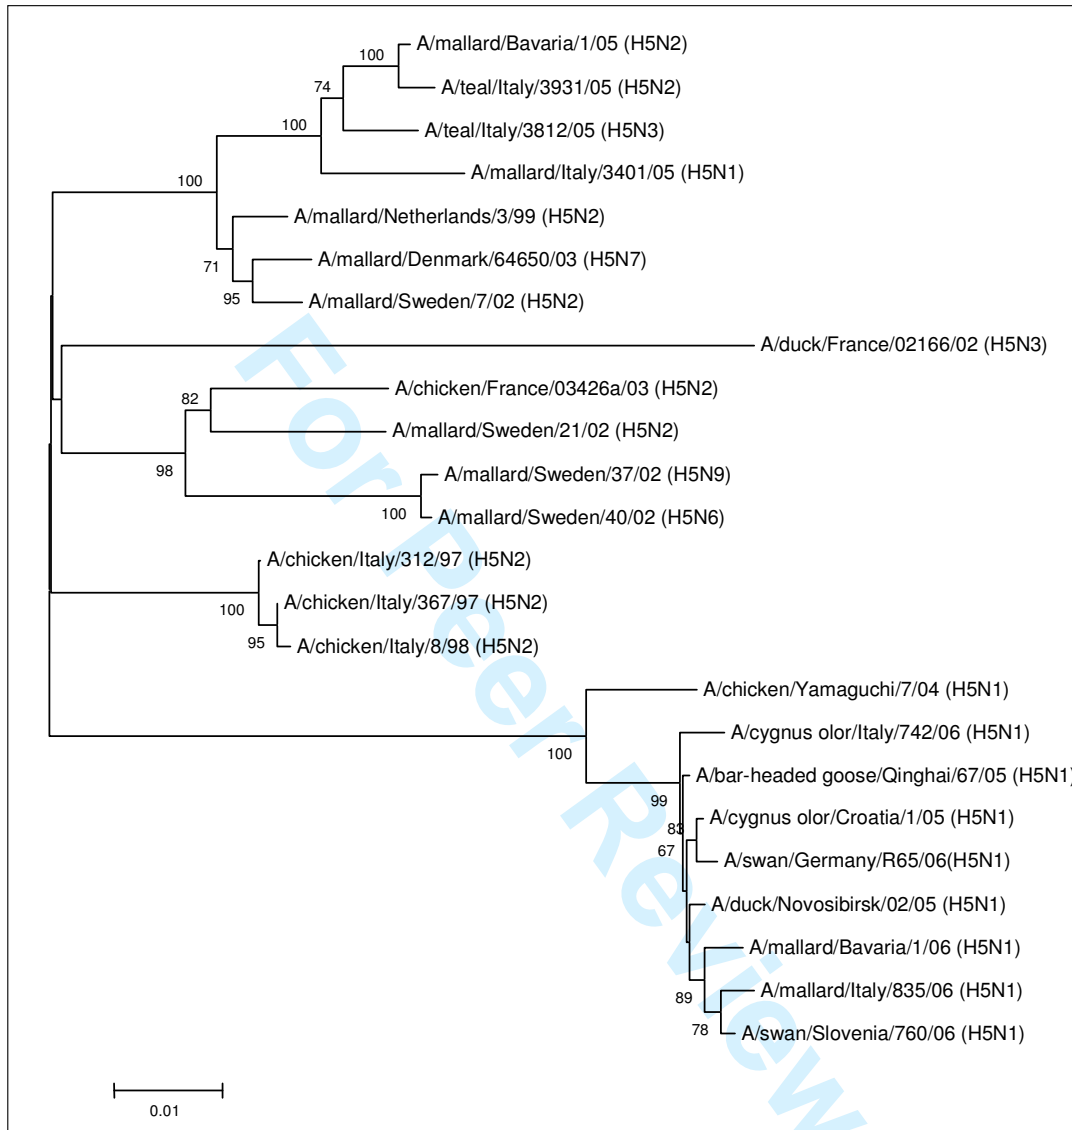 A/mallard/Bavaria/1/05 (H5N2)
100
A/teal/Italy/3931/05 (H5N2)
74
A/teal/Italy/3812/05 (H5N3)
100
A/mallard/Italy/3401/05 (H5N1)
100
A/mallard/Netherlands/3/99 (H5N2)
A/mallard/Denmark/64650/03 (H5N7)
71
95
A/mallard/Sweden/7/02 (H5N2)
A/duck/France/02166/02 (H5N3)
A/chicken/France/03426a/03 (H5N2)
82
A/mallard/Sweden/21/02 (H5N2)
98
A/mallard/Sweden/37/02 (H5N9)
100
A/mallard/Sweden/40/02 (H5N6)
A/chicken/Italy/312/97 (H5N2)
A/chicken/Italy/367/97 (H5N2)
100
95
A/chicken/Italy/8/98 (H5N2)
A/chicken/Yamaguchi/7/04 (H5N1)
A/cygnus olor/Italy/742/06 (H5N1)
100
A/bar-headed goose/Qinghai/67/05 (H5N1)
99
A/cygnus olor/Croatia/1/05 (H5N1)
83
67
A/swan/Germany/R65/06(H5N1)
A/duck/Novosibirsk/02/05 (H5N1)
A/mallard/Bavaria/1/06 (H5N1)
A/mallard/Italy/835/06 (H5N1)
89
78
A/swan/Slovenia/760/06 (H5N1)
0.01
For Peer Review